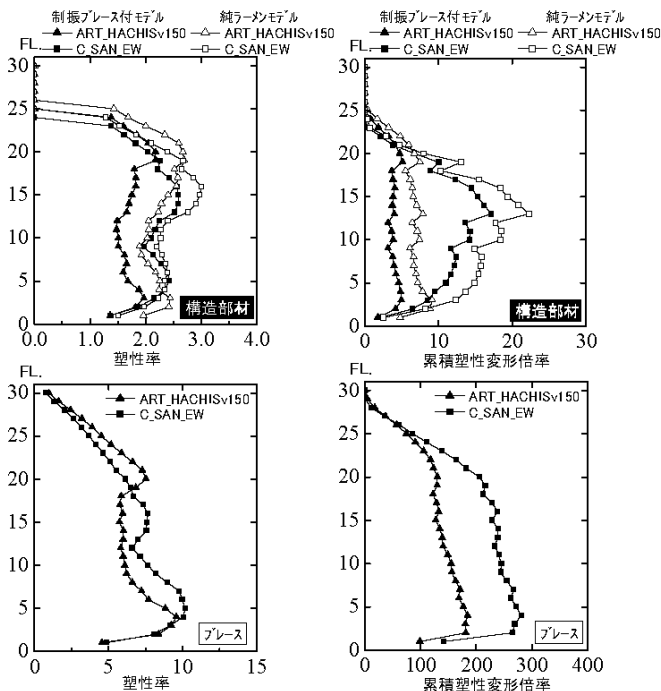 制振ブレース付モデル 純ラーメンモデル
FL. ART_HACHISv150 ART_HACHISv150
C_SAN_EW C_SAN_EW
30
25
20
15
10
5
0
構造部材
0.0 1.0 2.0 3.0 4.0
塑性率
制振ブレース付モデル 純ラーメンモデル
FL. ART_HACHISv150 ART_HACHISv150
C_SAN_EW C_SAN_EW
30
25
20
15
10
5
0
構造部材
0 10 20 30
累積塑性変形倍率
FL.
30
25
20
15
10
5
0
ART_HACHISv150
C_SAN_EW
ブレース
0 5 10 15
塑性率
FL.
30
25
20
15
10
5
0
ART_HACHISv150
C_SAN_EW
ブレース
0 100 200 300 400
累積塑性変形倍率